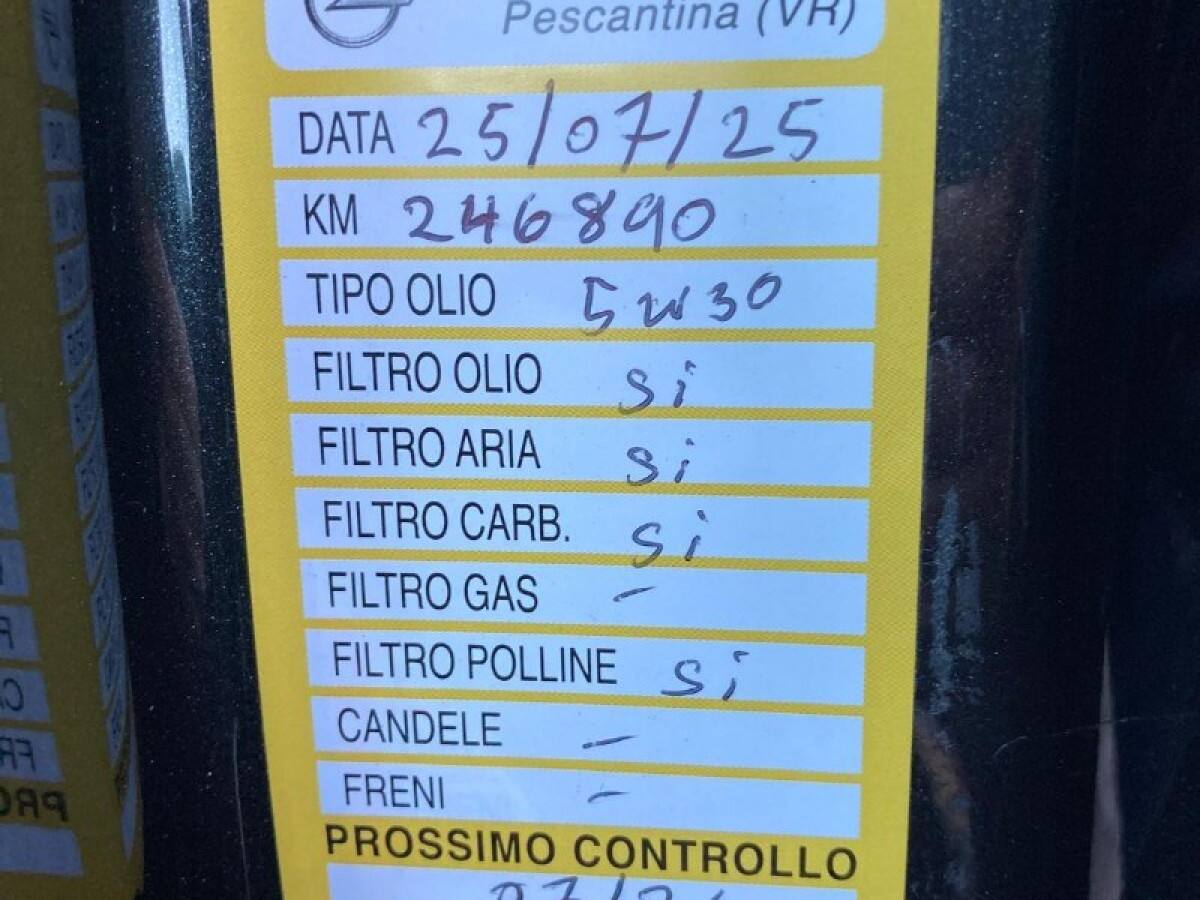 Pescantina (VR)
DATA 25/07/25
KM 246890
TIPO OLIO 5w30
FILTRO OLIO si
FILTRO ARIA si
FILTRO CARB. si
FILTRO GAS -
FILTRO POLLINE si
CANDELE -
FRENI -
PROSSIMO CONTROLLO